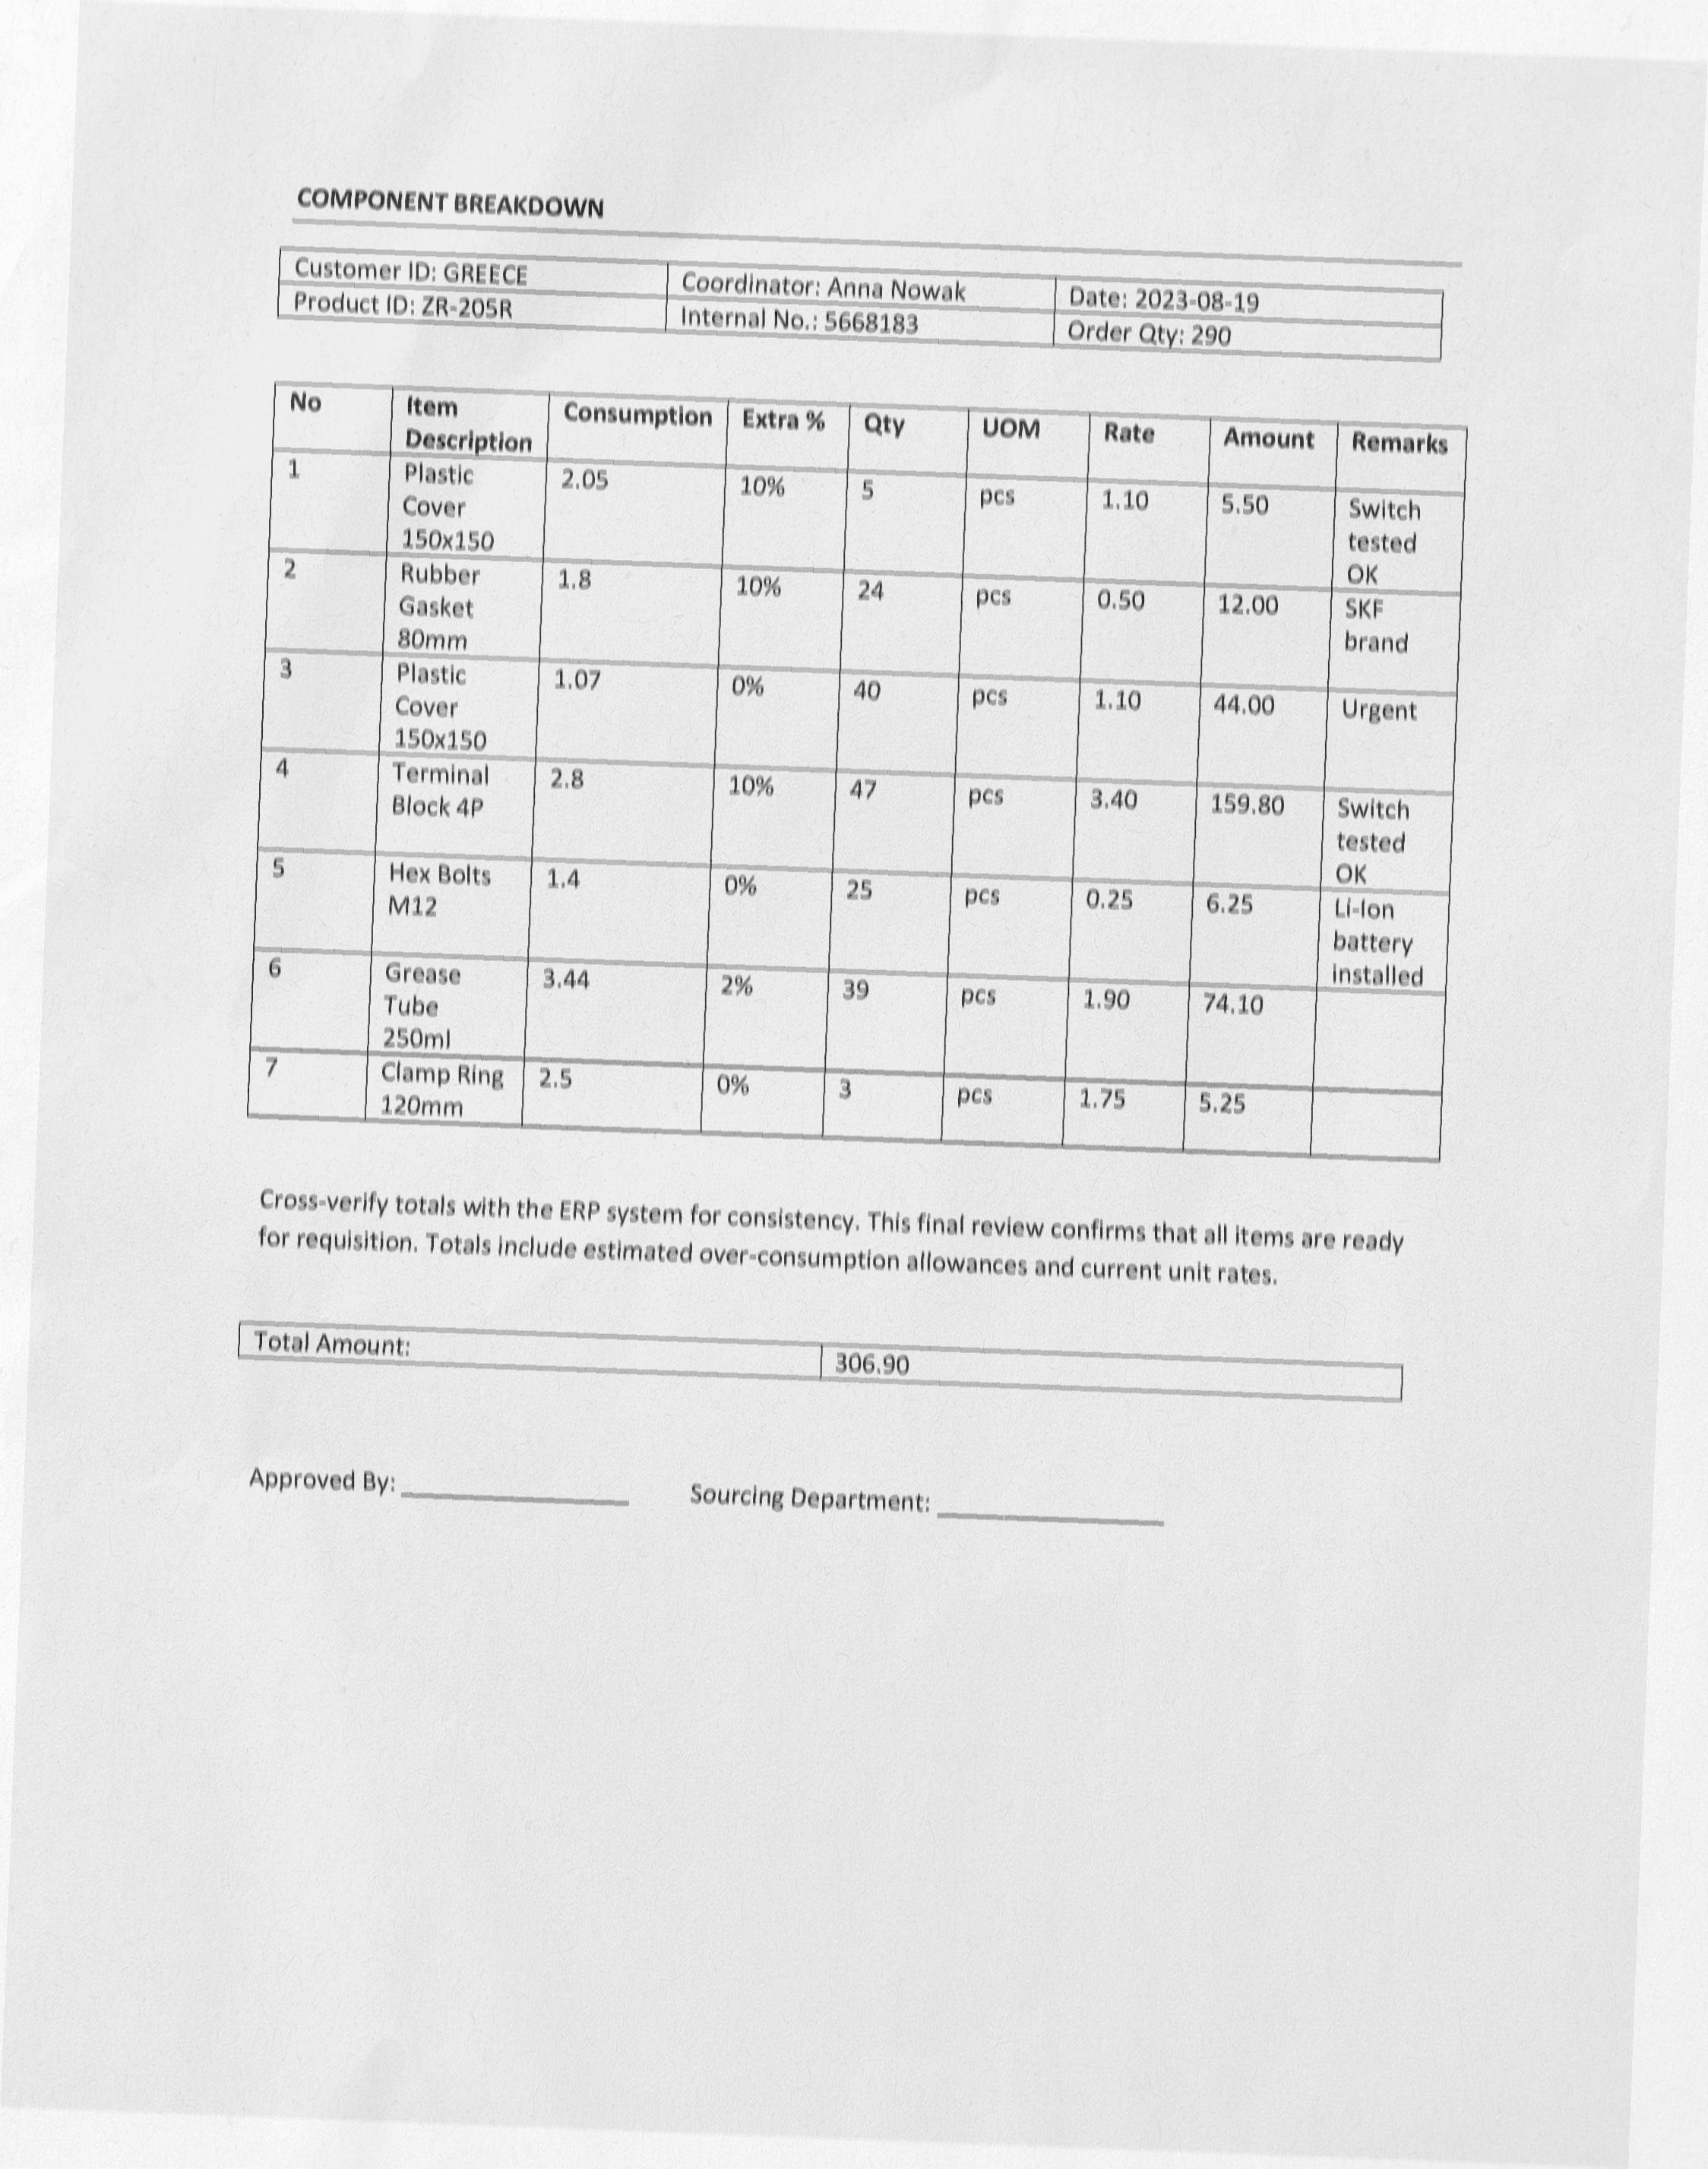 COMPONENT BREAKDOWN
Customer ID: GREECE Coordinator: Anna Nowak Date: 2023-08-19
Product ID: ZR-205R Internal No.: 5668183 Order Qty: 290
No Item Description Consumption Extra % Qty UOM Rate Amount Remarks
1 Plastic Cover 150x150 2.05 10% 5 pcs 1.10 5.50 Switch tested OK
2 Rubber Gasket 80mm 1.8 10% 24 pcs 0.50 12.00 SKF brand
3 Plastic Cover 150x150 1.07 0% 40 pcs 1.10 44.00 Urgent
4 Terminal Block 4P 2.8 10% 47 pcs 3.40 159.80 Switch tested OK
5 Hex Bolts M12 1.4 0% 25 pcs 0.25 6.25 Li-Ion battery installed
6 Grease Tube 250ml 3.44 2% 39 pcs 1.90 74.10
7 Clamp Ring 120mm 2.5 0% 3 pcs 1.75 5.25
Cross-verify totals with the ERP system for consistency. This final review confirms that all items are ready
for requisition. Totals include estimated over-consumption allowances and current unit rates.
Total Amount: 306.90
Approved By: Sourcing Department: